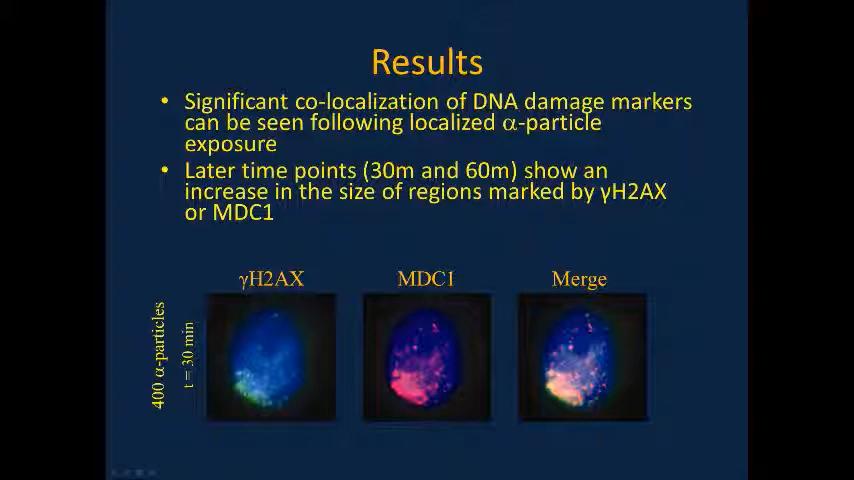 Results
• Significant co-localization of DNA damage markers
can be seen following localized α-particle
exposure
• Later time points (30m and 60m) show an
increase in the size of regions marked by γH2AX
or MDC1
γH2AX
MDC1
Merge
400 α-particles
t = 30 min